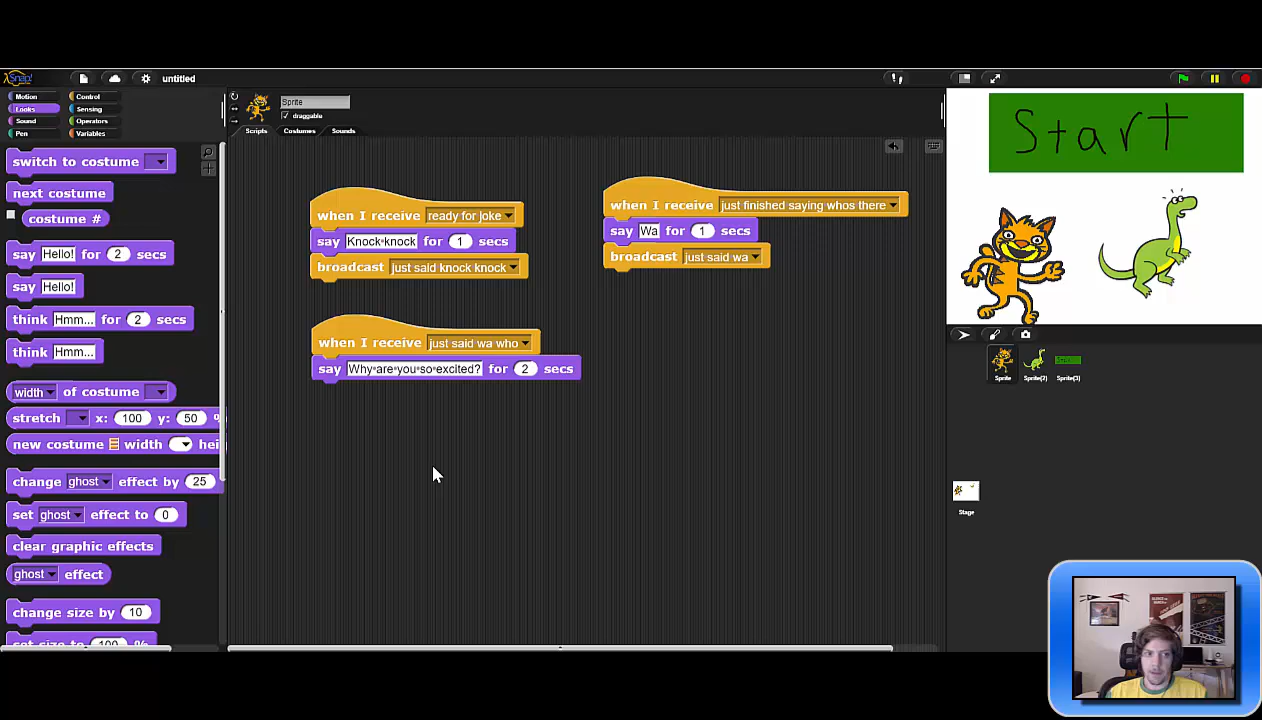 Snap!
untitled
Motion
Control
Looks
Sensing
Sound
Operators
Pen
Variables
Sprite
draggable
Scripts
Costumes
Sounds
switch to costume
next costume
costume #
say Hello! for 2 secs
say Hello!
think Hmm... for 2 secs
think Hmm...
width of costume
stretch x: 100 y: 50 %
new costume width hei
change ghost effect by 25
set ghost effect to 0
clear graphic effects
ghost effect
change size by 10
set size to 100 %
when I receive ready for joke
say Knock•knock for 1 secs
broadcast just said knock knock
when I receive just said wa who
say Why•are•you•so•excited? for 2 secs
when I receive just finished saying whos there
say Wa for 1 secs
broadcast just said wa
Start
Sprite
Sprite(2)
Sprite(3)
Stage